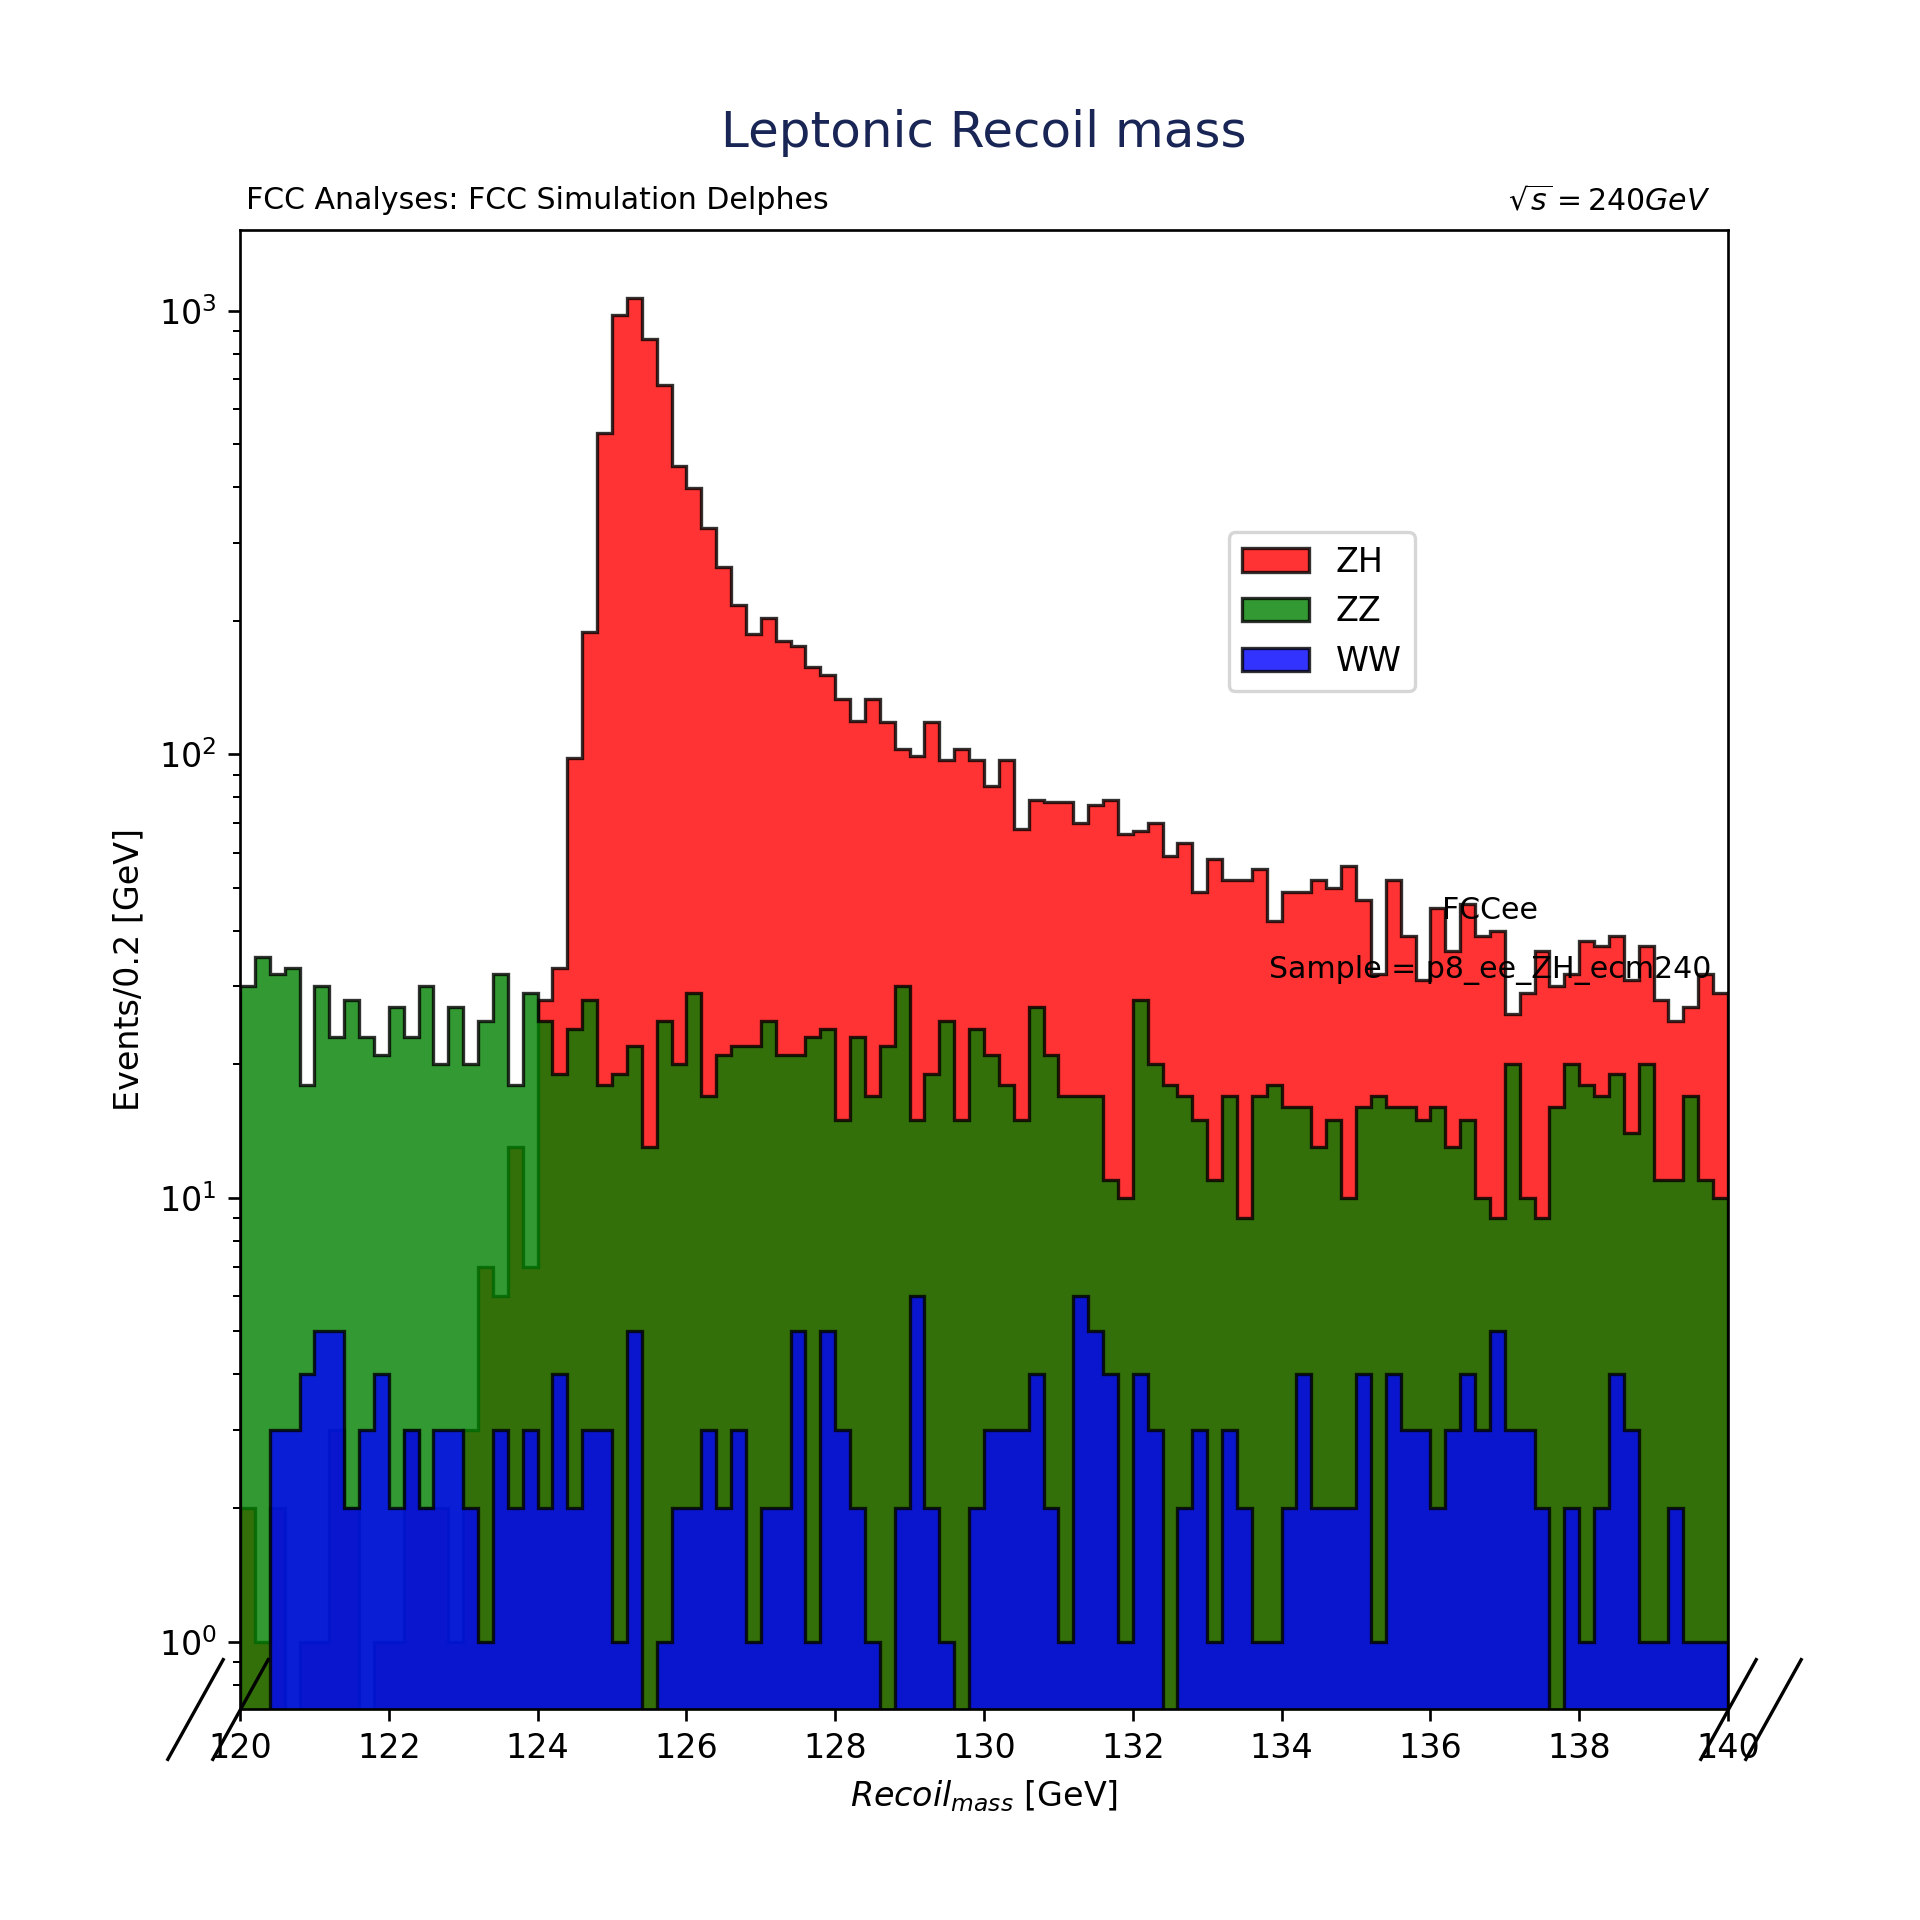 Leptonic Recoil mass
FCC Analyses: FCC Simulation Delphes
√s = 240GeV
10³
10²
10¹
10⁰
Events/0.2 [GeV]
ZH
ZZ
WW
FCCee
Sample = p8_ee_ZH_ecm240
120 122 124 126 128 130 132 134 136 138 140
Recoil_mass [GeV]